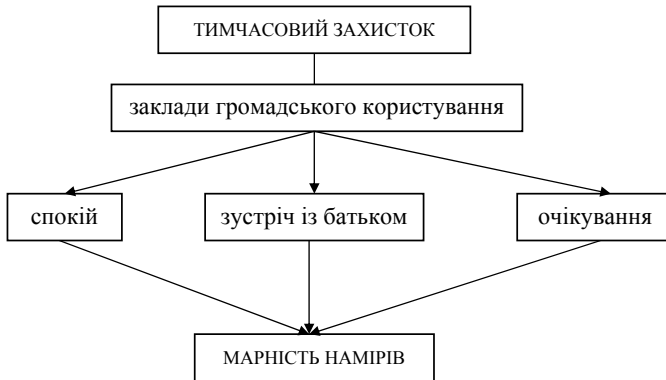 ТИМЧАСОВИЙ ЗАХИСТОК
заклади громадського користування
спокій
зустріч із батьком
очікування
МАРНІСТЬ НАМІРІВ